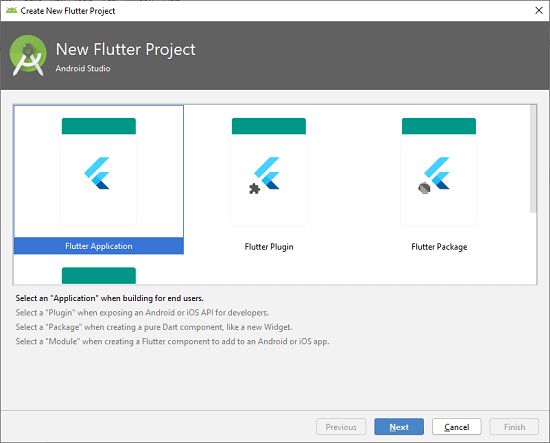 Create New Flutter Project
New Flutter Project
Android Studio
Flutter Application
Flutter Plugin
Flutter Package
Select an "Application" when building for end users.
Select a "Plugin" when exposing an Android or iOS API for developers.
Select a "Package" when creating a pure Dart component, like a new Widget.
Select a "Module" when creating a Flutter component to add to an Android or iOS app.
Previous
Next
Cancel
Finish